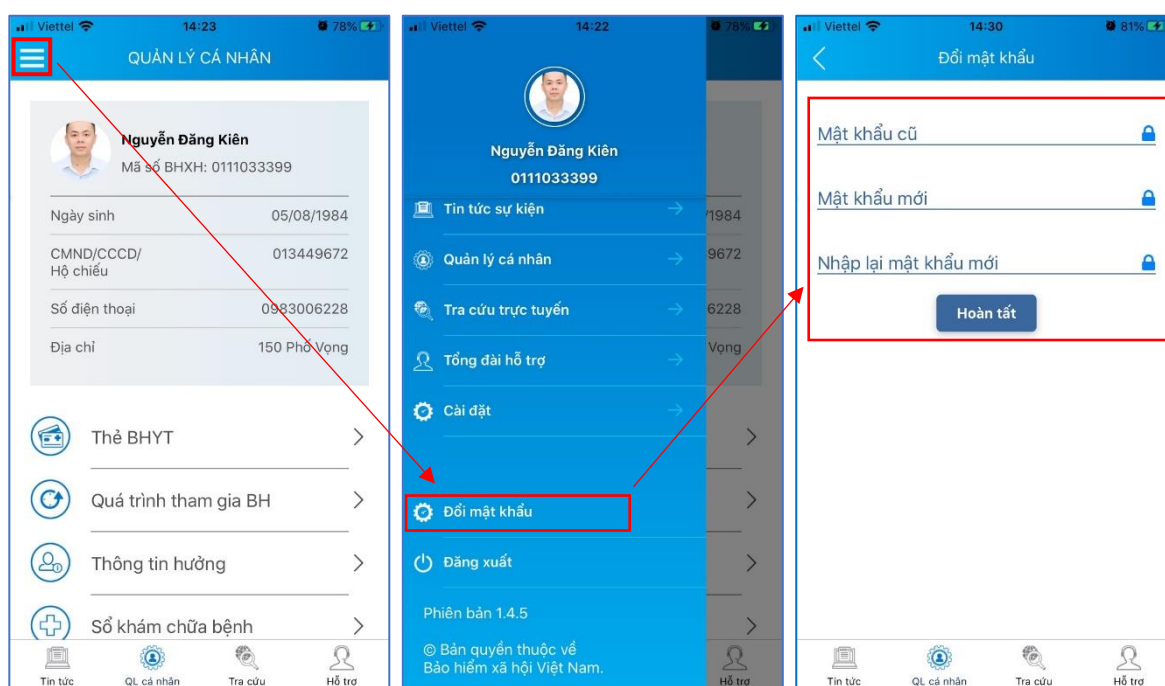 Viettel 14:23 78%
QUẢN LÝ CÁ NHÂN
Nguyễn Đăng Kiên
Mã số BHXH: 0111033399
Ngày sinh 05/08/1984
CMND/CCCD/ 013449672
Hộ chiếu
Số điện thoại 0983006228
Địa chỉ 150 Phố Vọng
Thẻ BHYT
Quá trình tham gia BH
Thông tin hưởng
Sổ khám chữa bệnh
Tin tức QL cá nhân Tra cứu Hỗ trợ
Viettel 14:22 78%
Nguyễn Đăng Kiên
0111033399
Tin tức sự kiện
Quản lý cá nhân
Tra cứu trực tuyến
Tổng đài hỗ trợ
Cài đặt
Đổi mật khẩu
Đăng xuất
Phiên bản 1.4.5
© Bản quyền thuộc về
Bảo hiểm xã hội Việt Nam.
/1984
9672
6228
Vọng
Hỗ trợ
Viettel 14:30 81%
Đổi mật khẩu
Mật khẩu cũ
Mật khẩu mới
Nhập lại mật khẩu mới
Hoàn tất
Tin tức QL cá nhân Tra cứu Hỗ trợ